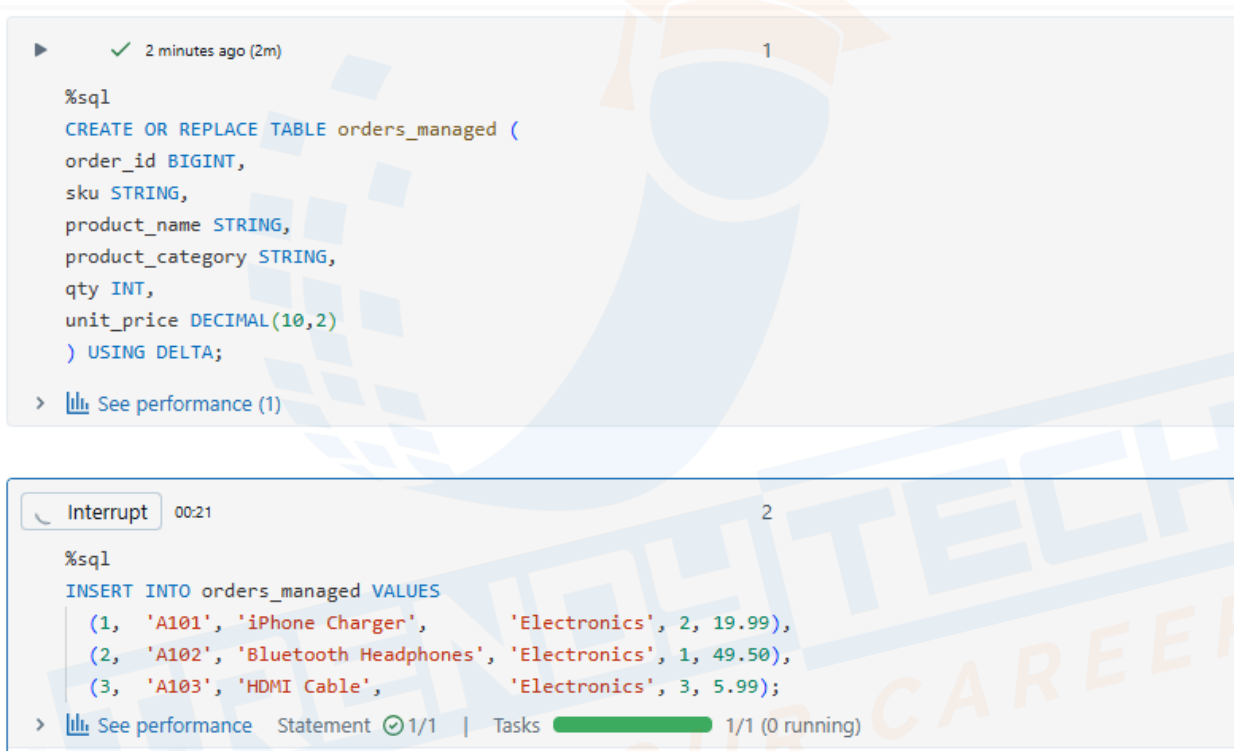 2 minutes ago (2m)
1
%sql
CREATE OR REPLACE TABLE orders_managed (
order_id BIGINT,
sku STRING,
product_name STRING,
product_category STRING,
qty INT,
unit_price DECIMAL(10,2)
) USING DELTA;
See performance (1)
Interrupt 00:21
2
%sql
INSERT INTO orders_managed VALUES
(1, 'A101', 'iPhone Charger', 'Electronics', 2, 19.99),
(2, 'A102', 'Bluetooth Headphones', 'Electronics', 1, 49.50),
(3, 'A103', 'HDMI Cable', 'Electronics', 3, 5.99);
See performance Statement 1/1 | Tasks 1/1 (0 running)
TRENDYTECH
CAREER